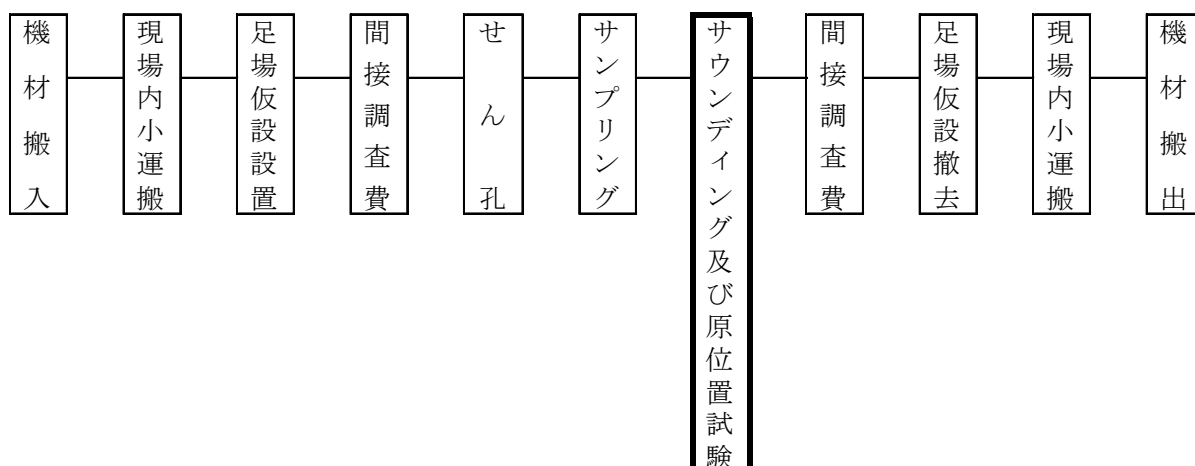 機材搬入
現場内小運搬
足場仮設設置
間接調査費
せん孔
サンプリング
サウンディング及び原位置試験
間接調査費
足場仮設撤去
現場内小運搬
機材搬出